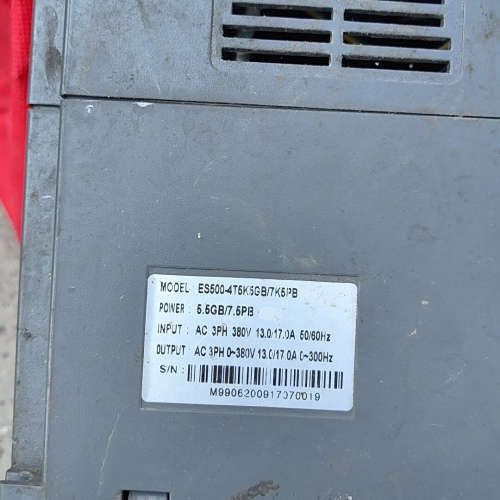 MODEL : ES500-4T5K5GB/7K5PB
POWER : 5.5GB/7.5PB
INPUT : AC 3PH 380V 13.0/17.0A 50/60Hz
OUTPUT : AC 3PH 0~380V 13.0/17.0A 0~300Hz
S/N :
M9906200917070019